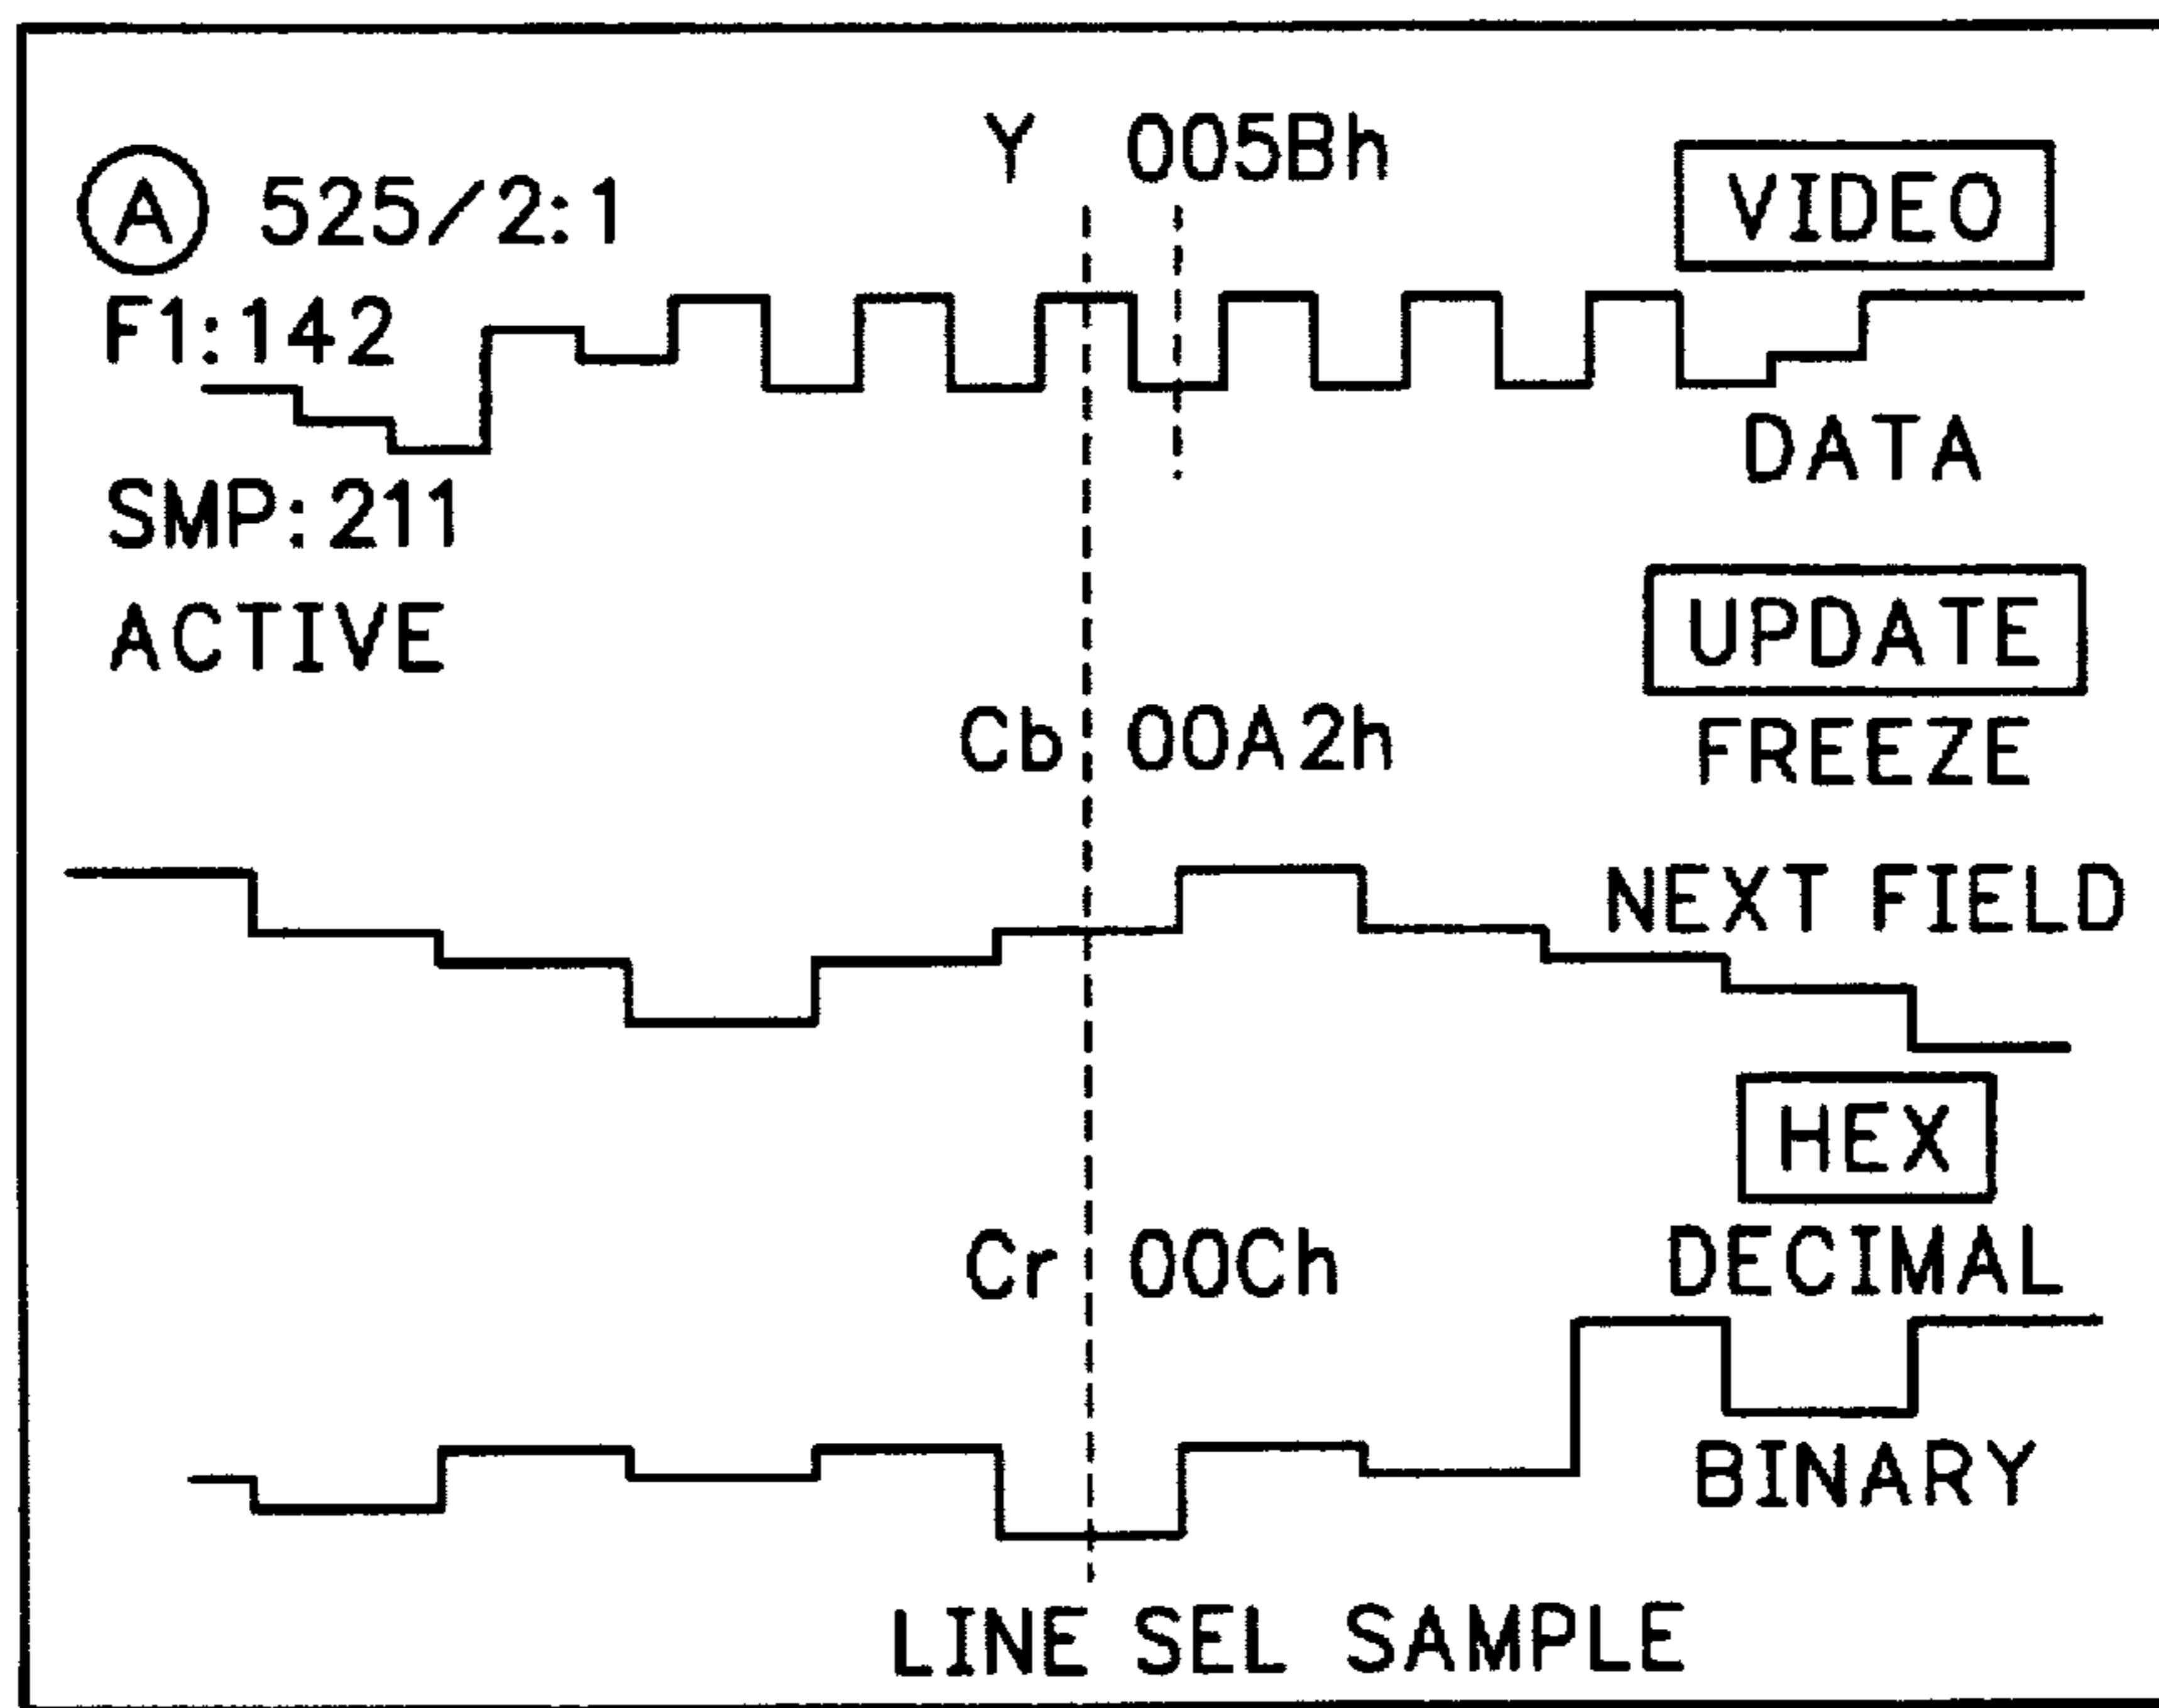 Y 005Bh
VIDEO
A 525/2:1
F1:142
DATA
SMP:211
ACTIVE
UPDATE
Cb 00A2h
FREEZE
NEXT FIELD
HEX
Cr 00Ch
DECIMAL
BINARY
LINE SEL SAMPLE